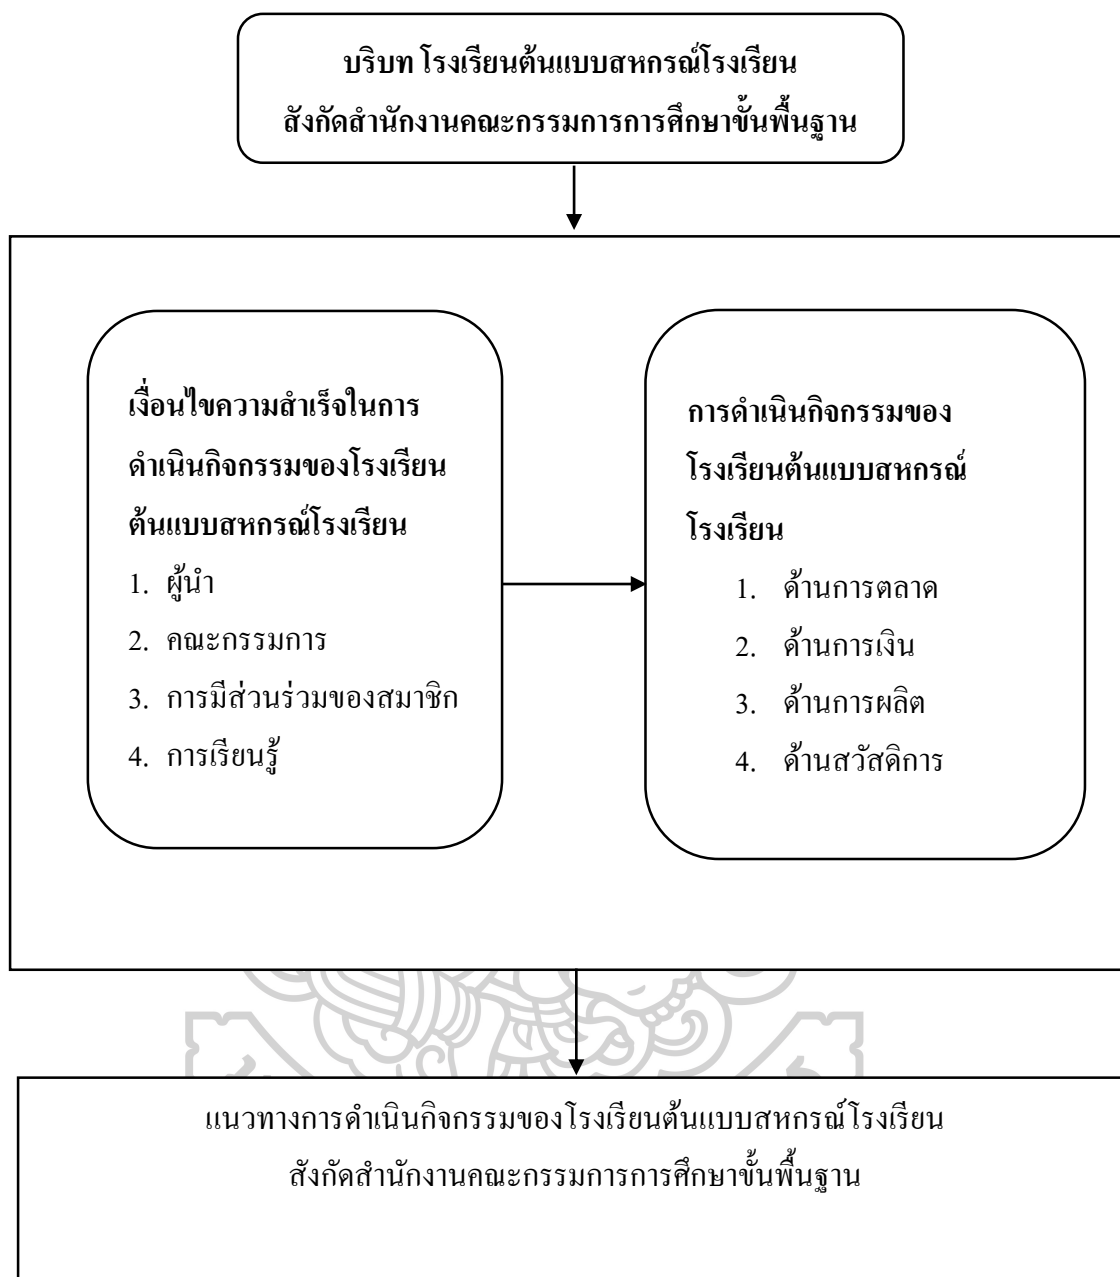 บริบท โรงเรียนต้นแบบสหกรณ์โรงเรียน
สังกัดสำนักงานคณะกรรมการการศึกษาขั้นพื้นฐาน
เงื่อนไขความสำเร็จในการ
ดำเนินกิจกรรมของโรงเรียน
ต้นแบบสหกรณ์โรงเรียน
1. ผู้นำ
2. คณะกรรมการ
3. การมีส่วนร่วมของสมาชิก
4. การเรียนรู้
การดำเนินกิจกรรมของ
โรงเรียนต้นแบบสหกรณ์
โรงเรียน
1. ด้านการตลาด
2. ด้านการเงิน
3. ด้านการผลิต
4. ด้านสวัสดิการ
แนวทางการดำเนินกิจกรรมของโรงเรียนต้นแบบสหกรณ์โรงเรียน
สังกัดสำนักงานคณะกรรมการการศึกษาขั้นพื้นฐาน